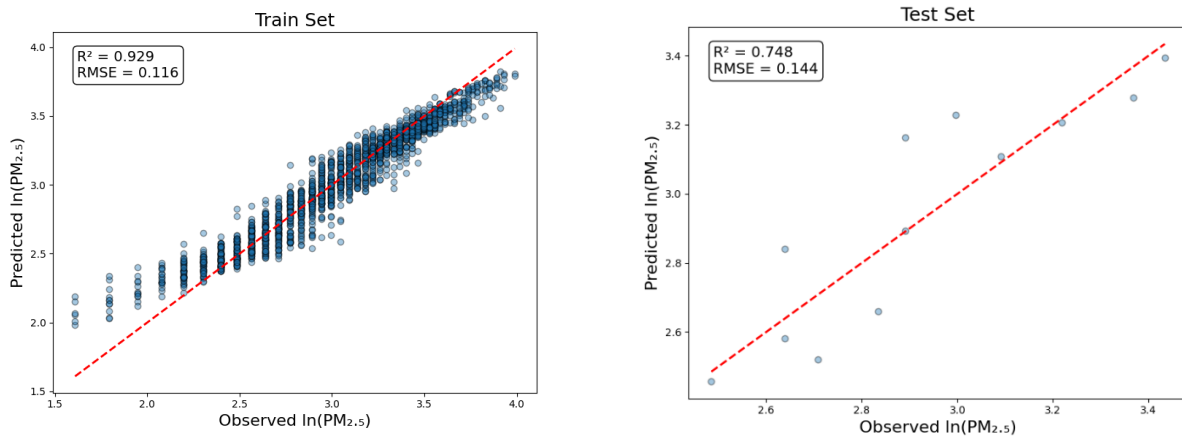 Train Set
R² = 0.929
RMSE = 0.116
Predicted ln(PM₂.₅)
4.0
3.5
3.0
2.5
2.0
1.5
1.5
2.0
2.5
3.0
3.5
4.0
Observed ln(PM₂.₅)
Test Set
R² = 0.748
RMSE = 0.144
Predicted ln(PM₂.₅)
3.4
3.2
3.0
2.8
2.6
2.6
2.8
3.0
3.2
3.4
Observed ln(PM₂.₅)